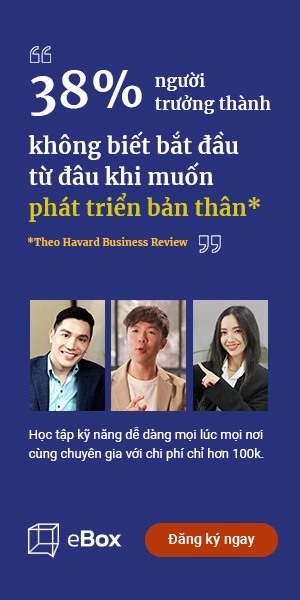 38% người
trưởng thành
không biết bắt đầu
từ đâu khi muốn
phát triển bản thân*
*Theo Havard Business Review
Học tập kỹ năng dễ dàng mọi lúc mọi nơi
cùng chuyên gia với chi phí chỉ hơn 100k.
eBox
Đăng ký ngay